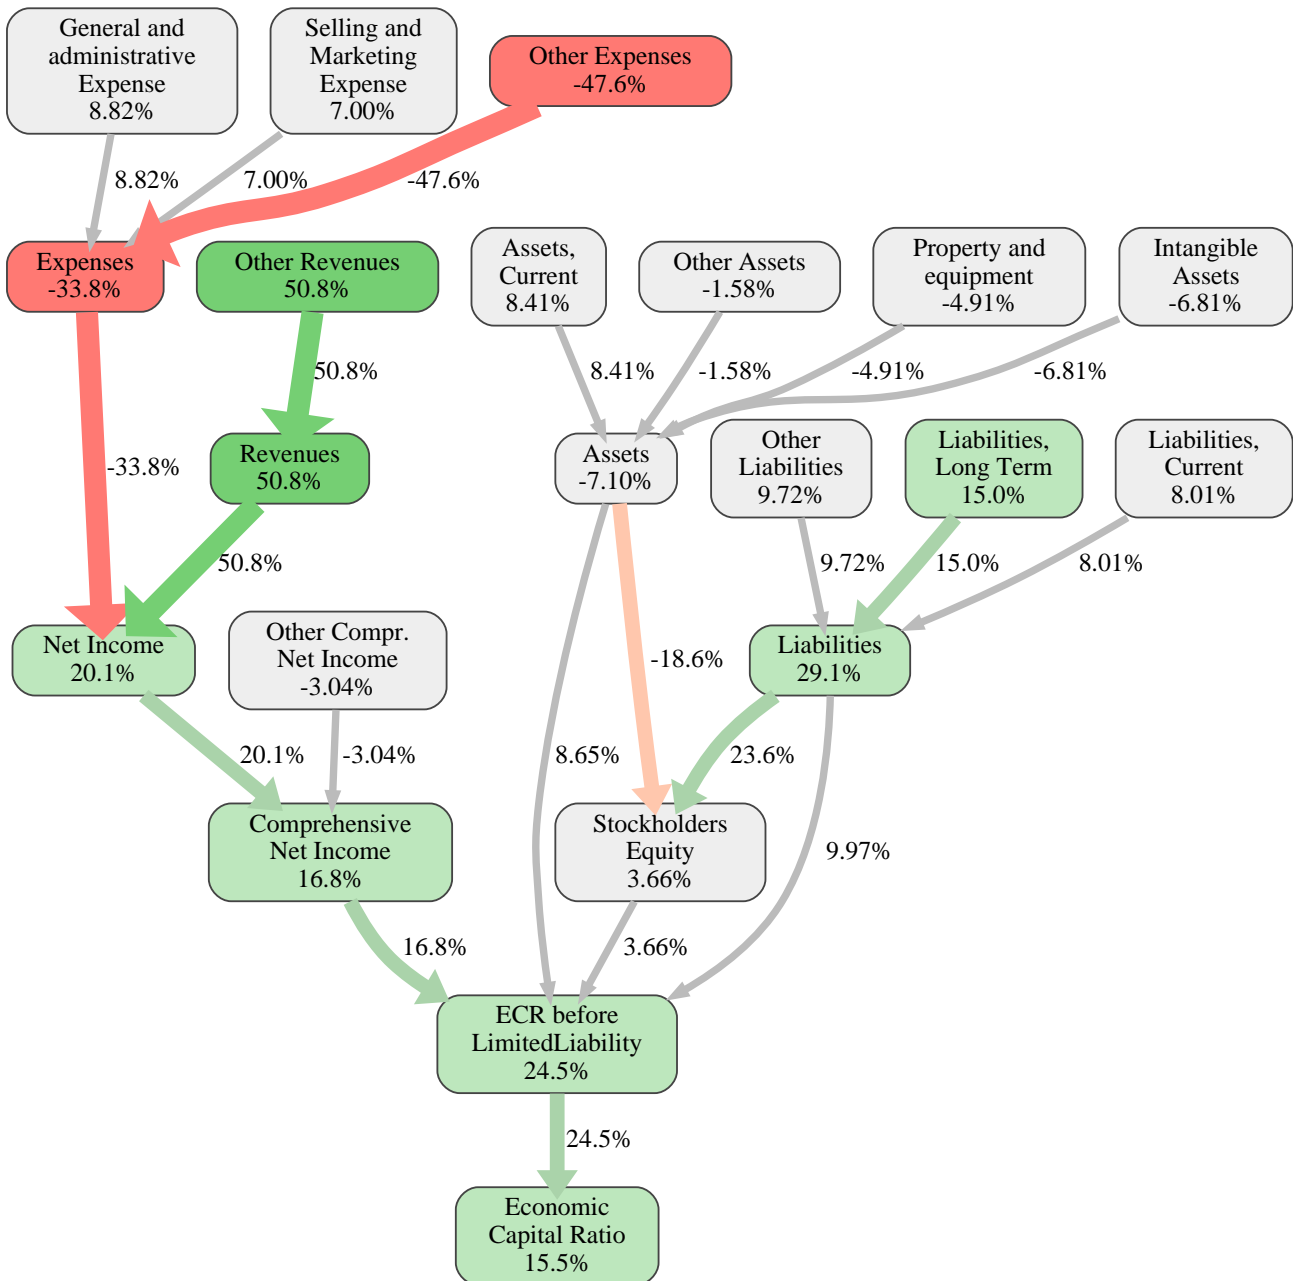 General and
administrative
Expense
8.82%
Selling and
Marketing
Expense
7.00%
Other Expenses
-47.6%
8.82%
7.00%
-47.6%
Expenses
-33.8%
Other Revenues
50.8%
Assets,
Current
8.41%
Other Assets
-1.58%
Property and
equipment
-4.91%
Intangible
Assets
-6.81%
50.8%
8.41%
-1.58%
-4.91%
-6.81%
-33.8%
Revenues
50.8%
Assets
-7.10%
Other
Liabilities
9.72%
Liabilities,
Long Term
15.0%
Liabilities,
Current
8.01%
50.8%
9.72%
15.0%
8.01%
Net Income
20.1%
Other Compr.
Net Income
-3.04%
-18.6%
Liabilities
29.1%
20.1%
-3.04%
8.65%
23.6%
Comprehensive
Net Income
16.8%
Stockholders
Equity
3.66%
9.97%
16.8%
3.66%
ECR before
LimitedLiability
24.5%
24.5%
Economic
Capital Ratio
15.5%